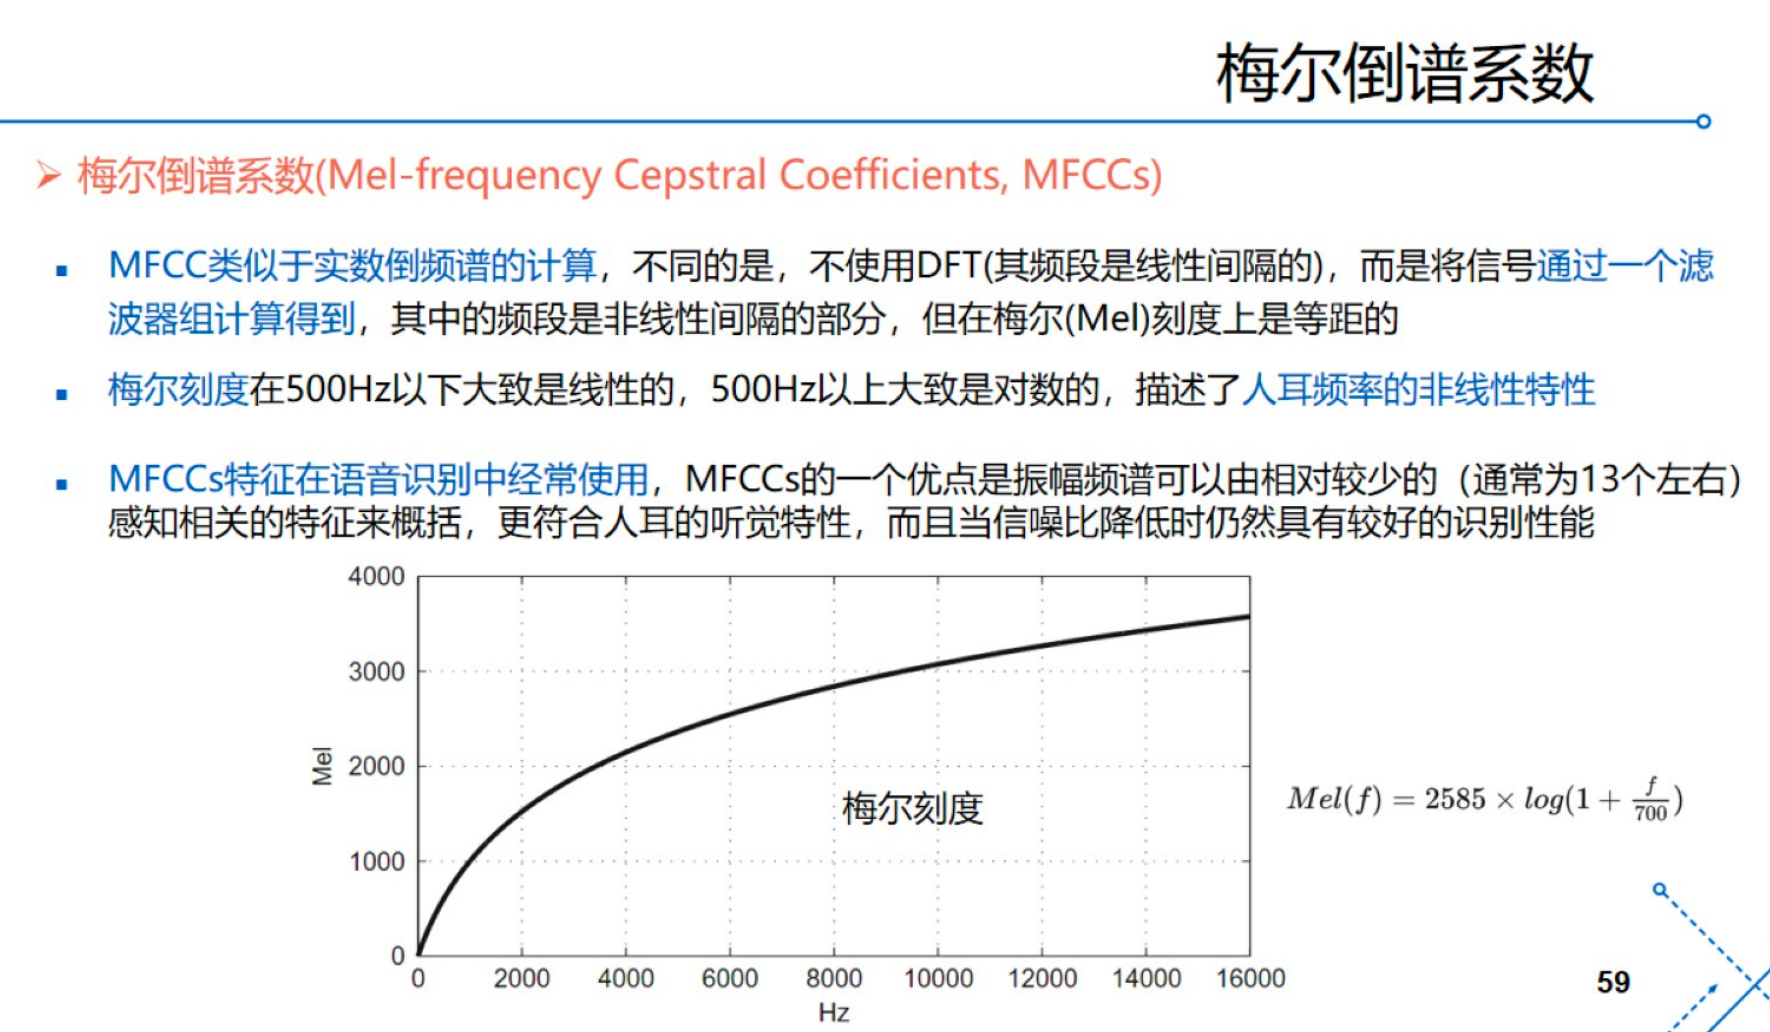 梅尔倒谱系数
梅尔倒谱系数(Mel-frequency Cepstral Coefficients, MFCCs)
MFCC类似于实数倒频谱的计算，不同的是，不使用DFT(其频段是线性间隔的)，而是将信号通过一个滤
波器组计算得到，其中的频段是非线性间隔的部分，但在梅尔(Mel)刻度上是等距的
梅尔刻度在500Hz以下大致是线性的，500Hz以上大致是对数的，描述了人耳频率的非线性特性
MFCCs特征在语音识别中经常使用，MFCCs的一个优点是振幅频谱可以由相对较少的（通常为13个左右）
感知相关的特征来概括，更符合人耳的听觉特性，而且当信噪比降低时仍然具有较好的识别性能
4000
3000
2000
1000
0
Mel
梅尔刻度
0 2000 4000 6000 8000 10000 12000 14000 16000
Hz
Mel(f) = 2585 × log(1 + f/700)
59